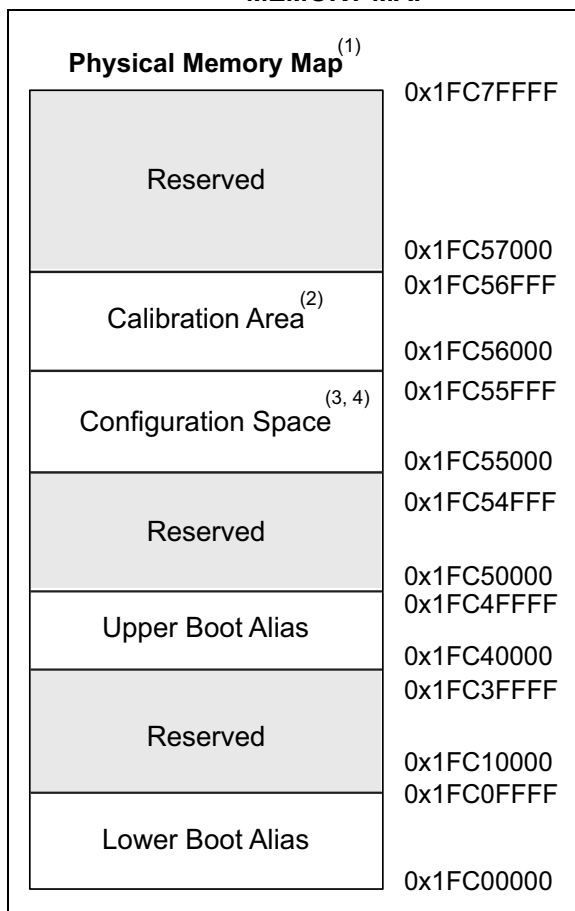 Physical Memory Map(1)
0x1FC7FFFF
Reserved
0x1FC57000
0x1FC56FFF
Calibration Area(2)
0x1FC56000
0x1FC55FFF
Configuration Space(3, 4)
0x1FC55000
0x1FC54FFF
Reserved
0x1FC50000
0x1FC4FFFF
Upper Boot Alias
0x1FC40000
0x1FC3FFFF
Reserved
0x1FC10000
0x1FC0FFFF
Lower Boot Alias
0x1FC00000